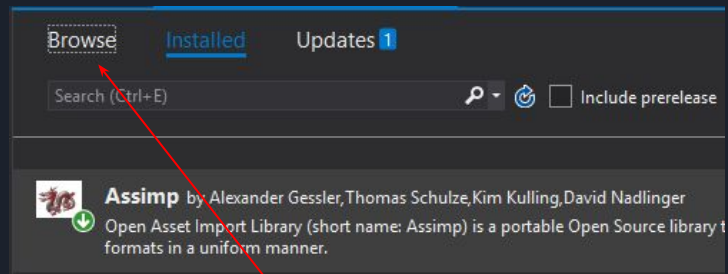 Browse Installed Updates 1
Search (Ctrl+E) Include prerelease
Assimp by Alexander Gessler,Thomas Schulze,Kim Kulling,David Nadlinger
Open Asset Import Library (short name: Assimp) is a portable Open Source library
formats in a uniform manner.